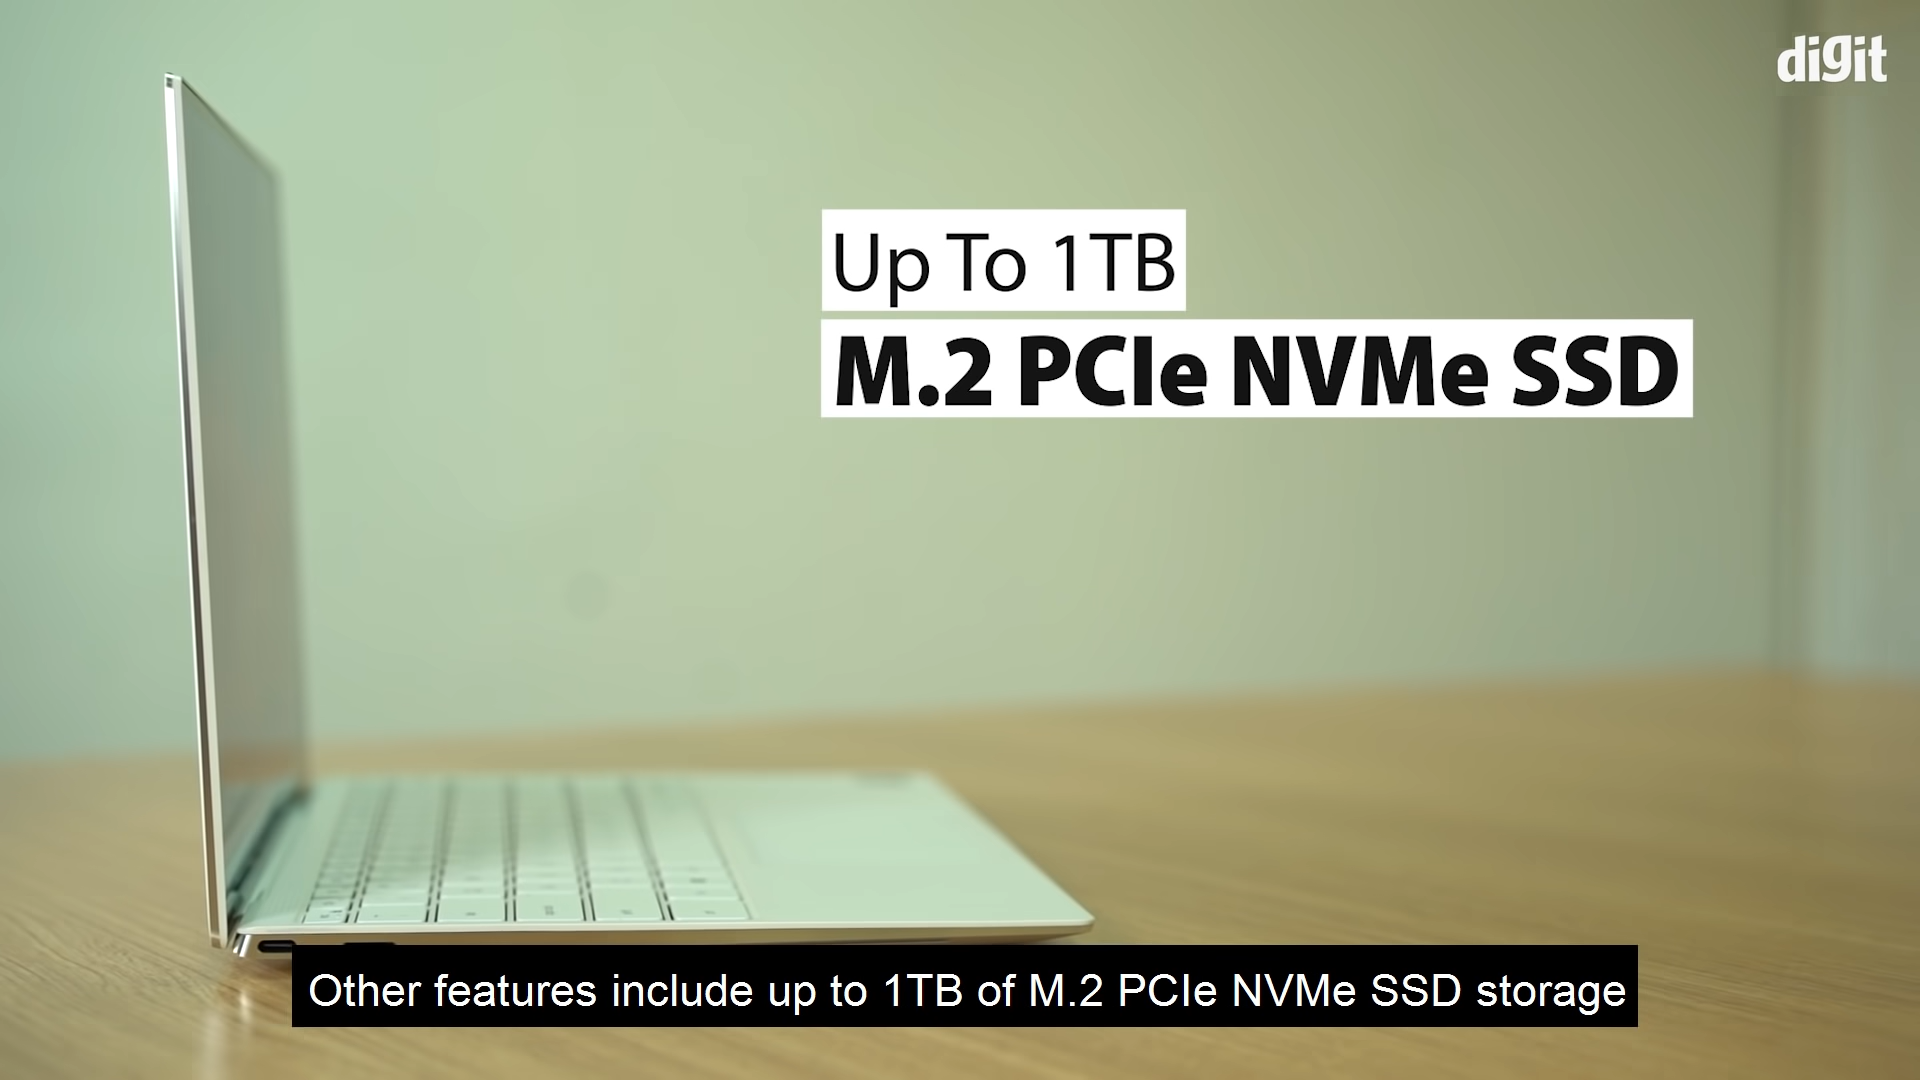 digit
Up To 1TB
M.2 PCIe NVMe SSD
Other features include up to 1TB of M.2 PCIe NVMe SSD storage